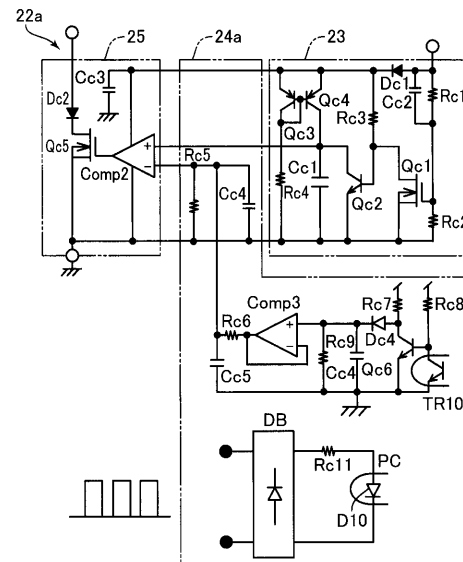 22a
25
24a
23
Cc3
Dc2
Qc5
Comp2
Rc5
Cc4
Qc4
Qc3
Rc4
Cc1
Rc3
Dc1
Cc2
Rc1
Qc1
Qc2
Rc2
+
−
Comp3
Rc7
Rc8
Rc6
+
−
Rc9
Dc4
Cc4
Qc6
Cc5
TR10
DB
PC
Rc11
D10